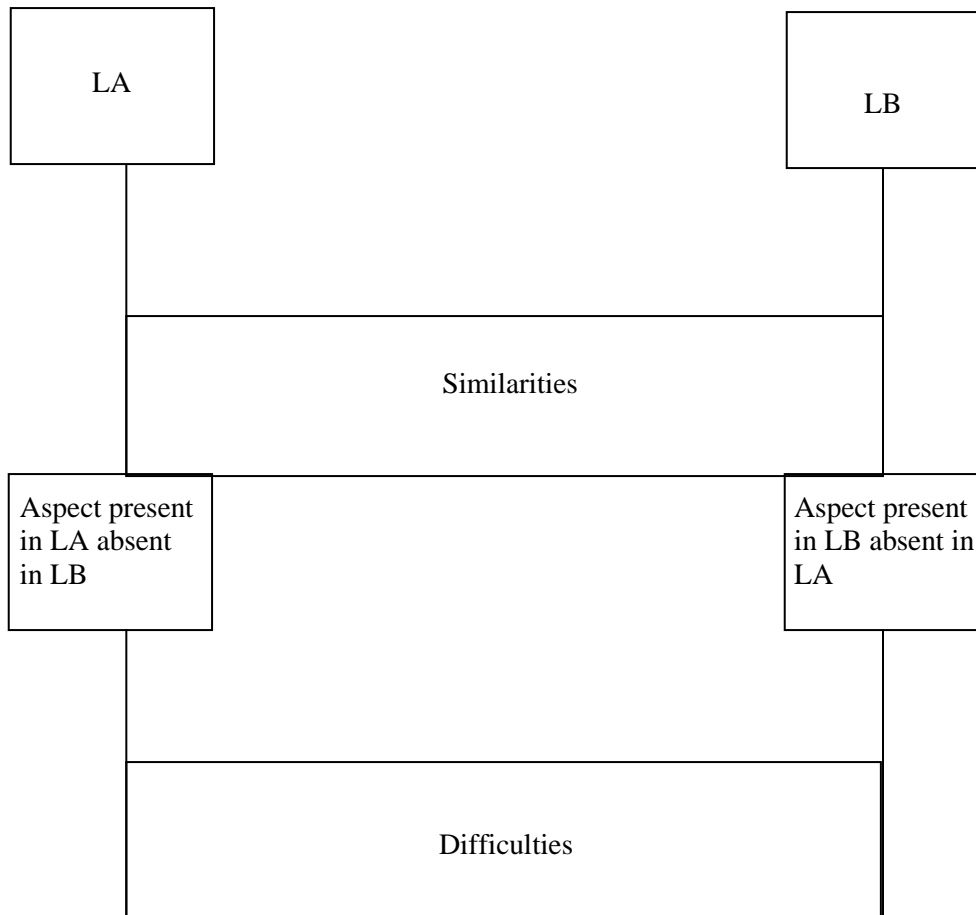 LA
LB
Similarities
Aspect present
in LA absent
in LB
Aspect present
in LB absent in
LA
Difficulties